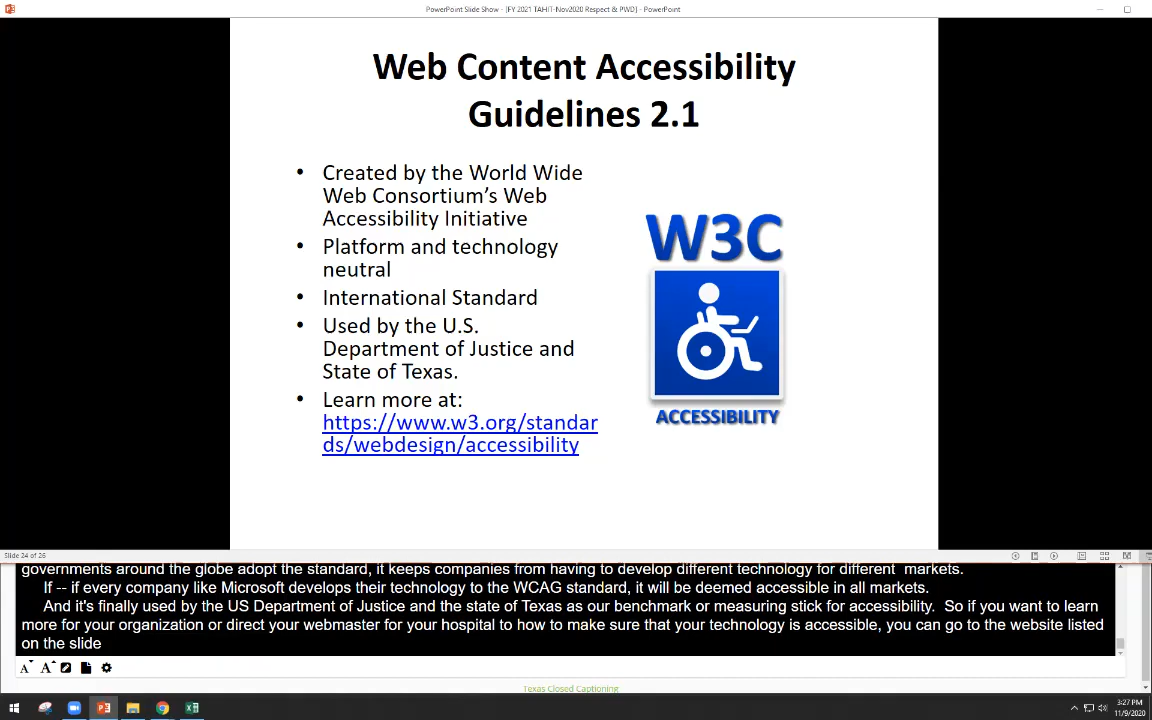 PowerPoint Slide Show - [FY 2021 TAHIT-Nov2020 Respect & PWD] - PowerPoint
Web Content Accessibility
Guidelines 2.1
• Created by the World Wide
Web Consortium’s Web
Accessibility Initiative
• Platform and technology
neutral
• International Standard
• Used by the U.S.
Department of Justice and
State of Texas.
• Learn more at:
https://www.w3.org/standar
ds/webdesign/accessibility
W3C
ACCESSIBILITY
Slide 24 of 26
governments around the globe adopt the standard, it keeps companies from having to develop different technology for different markets.
If -- if every company like Microsoft develops their technology to the WCAG standard, it will be deemed accessible in all markets.
And it's finally used by the US Department of Justice and the state of Texas as our benchmark or measuring stick for accessibility. So if you want to learn
more for your organization or direct your webmaster for your hospital to how to make sure that your technology is accessible, you can go to the website listed
on the slide
A A
Texas Closed Captioning
3:27 PM
11/9/2020